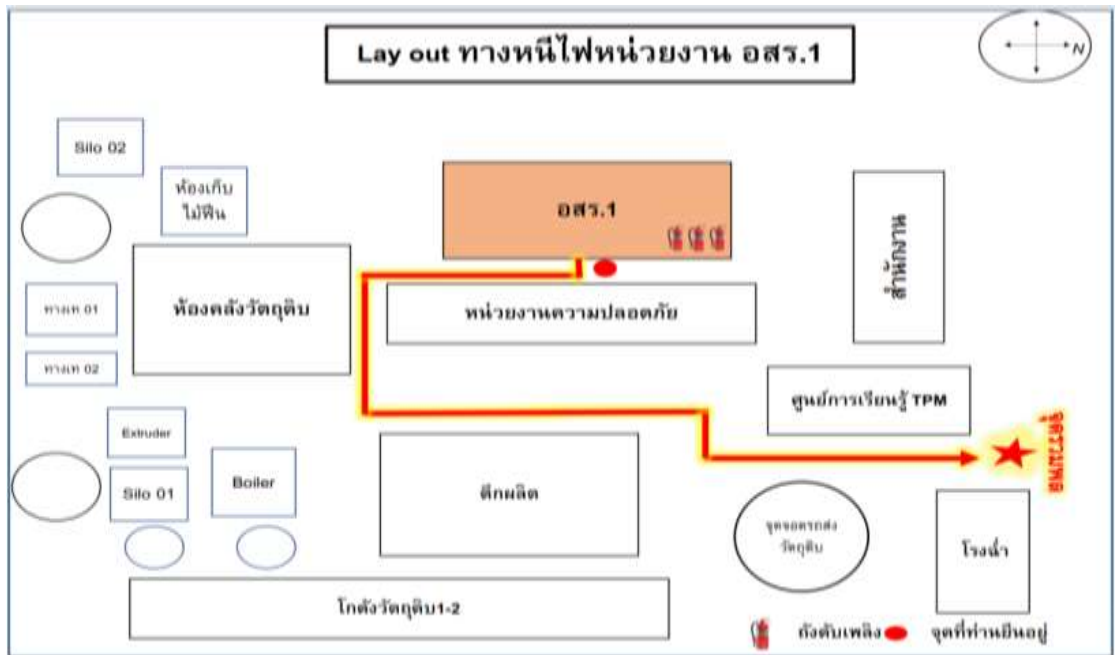 Lay out ทางหนีไฟหน่วยงาน อสร.1
N
Silo 02
ห้องเก็บ
ไม้ฟืน
อสร.1
สำนักงาน
ทางเท 01
ห้องคลังวัตถุดิบ
หน่วยงานความปลอดภัย
ทางเท 02
ศูนย์การเรียนรู้ TPM
จุดรวมพล
Extruder
Silo 01
Boiler
ตึกผลิต
จุดจอดรถส่ง
วัตถุดิบ
โรงฉ่ำ
โกดังวัตถุดิบ1-2
ถังดับเพลิง
จุดที่ท่านยืนอยู่